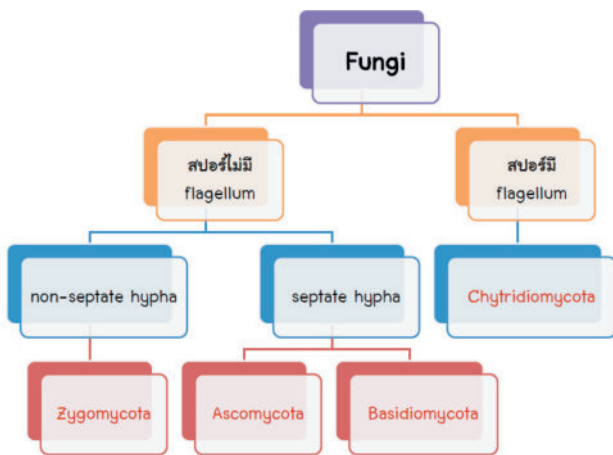 Fungi
สปอร์ไม่มี
flagellum
สปอร์มี
flagellum
non-septate hypha
septate hypha
Chytridiomycota
Zygomycota
Ascomycota
Basidiomycota